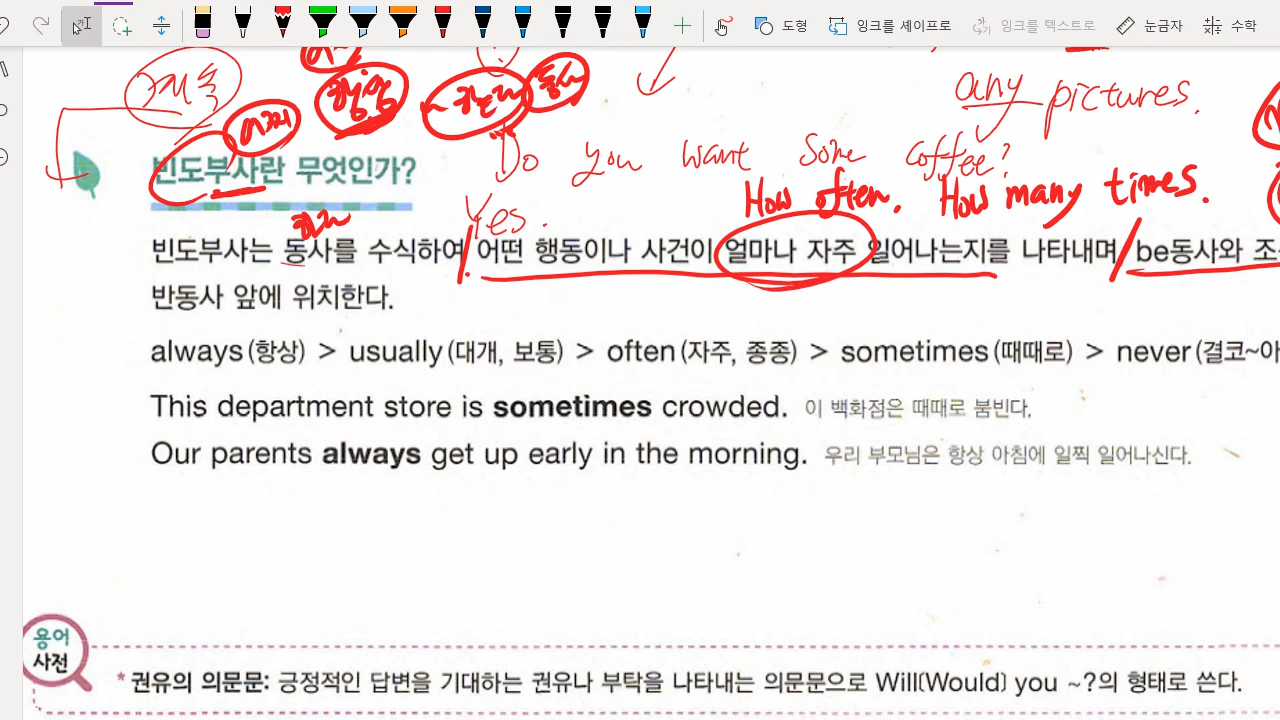 도형 잉크를 셰이프로 잉크를 텍스트로 눈금자 수학
계속 형용 하는 동사
any pictures.
어찌
Do you want some coffee?
빈도부사란 무엇인가?
How often. How many times.
Yes.
빈도부사는 동사를 수식하여 어떤 행동이나 사건이 얼마나 자주 일어나는지를 나타내며 be동사와 조
반동사 앞에 위치한다.
always(항상) > usually(대개, 보통) > often(자주, 종종) > sometimes(때때로) > never(결코~아
This department store is sometimes crowded. 이 백화점은 때때로 붐빈다.
Our parents always get up early in the morning. 우리 부모님은 항상 아침에 일찍 일어나신다.
용어
사전
* 권유의 의문문: 긍정적인 답변을 기대하는 권유나 부탁을 나타내는 의문문으로 Will(Would) you ~?의 형태로 쓴다.